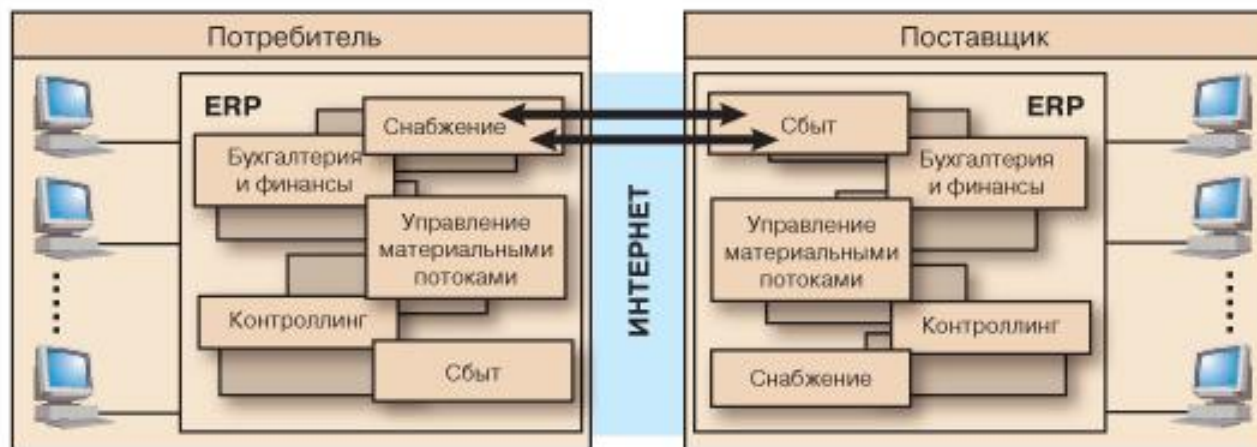 Потребитель
ERP
Снабжение
Бухгалтерия
и финансы
Управление
материальными
потоками
Контроллинг
Сбыт
ИНТЕРНЕТ
Поставщик
ERP
Сбыт
Бухгалтерия
и финансы
Управление
материальными
потоками
Контроллинг
Снабжение